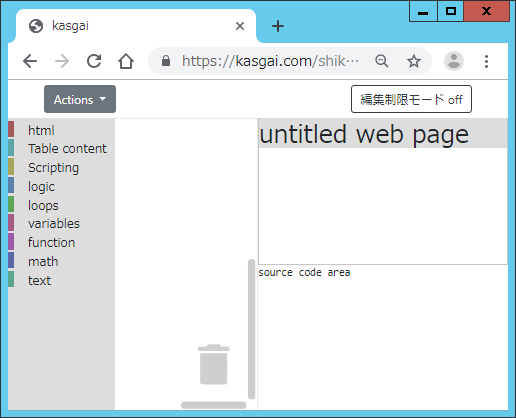 kasgai
https://kasgai.com/shik…
Actions
編集制限モード off
html
Table content
Scripting
logic
loops
variables
function
math
text
untitled web page
source code area